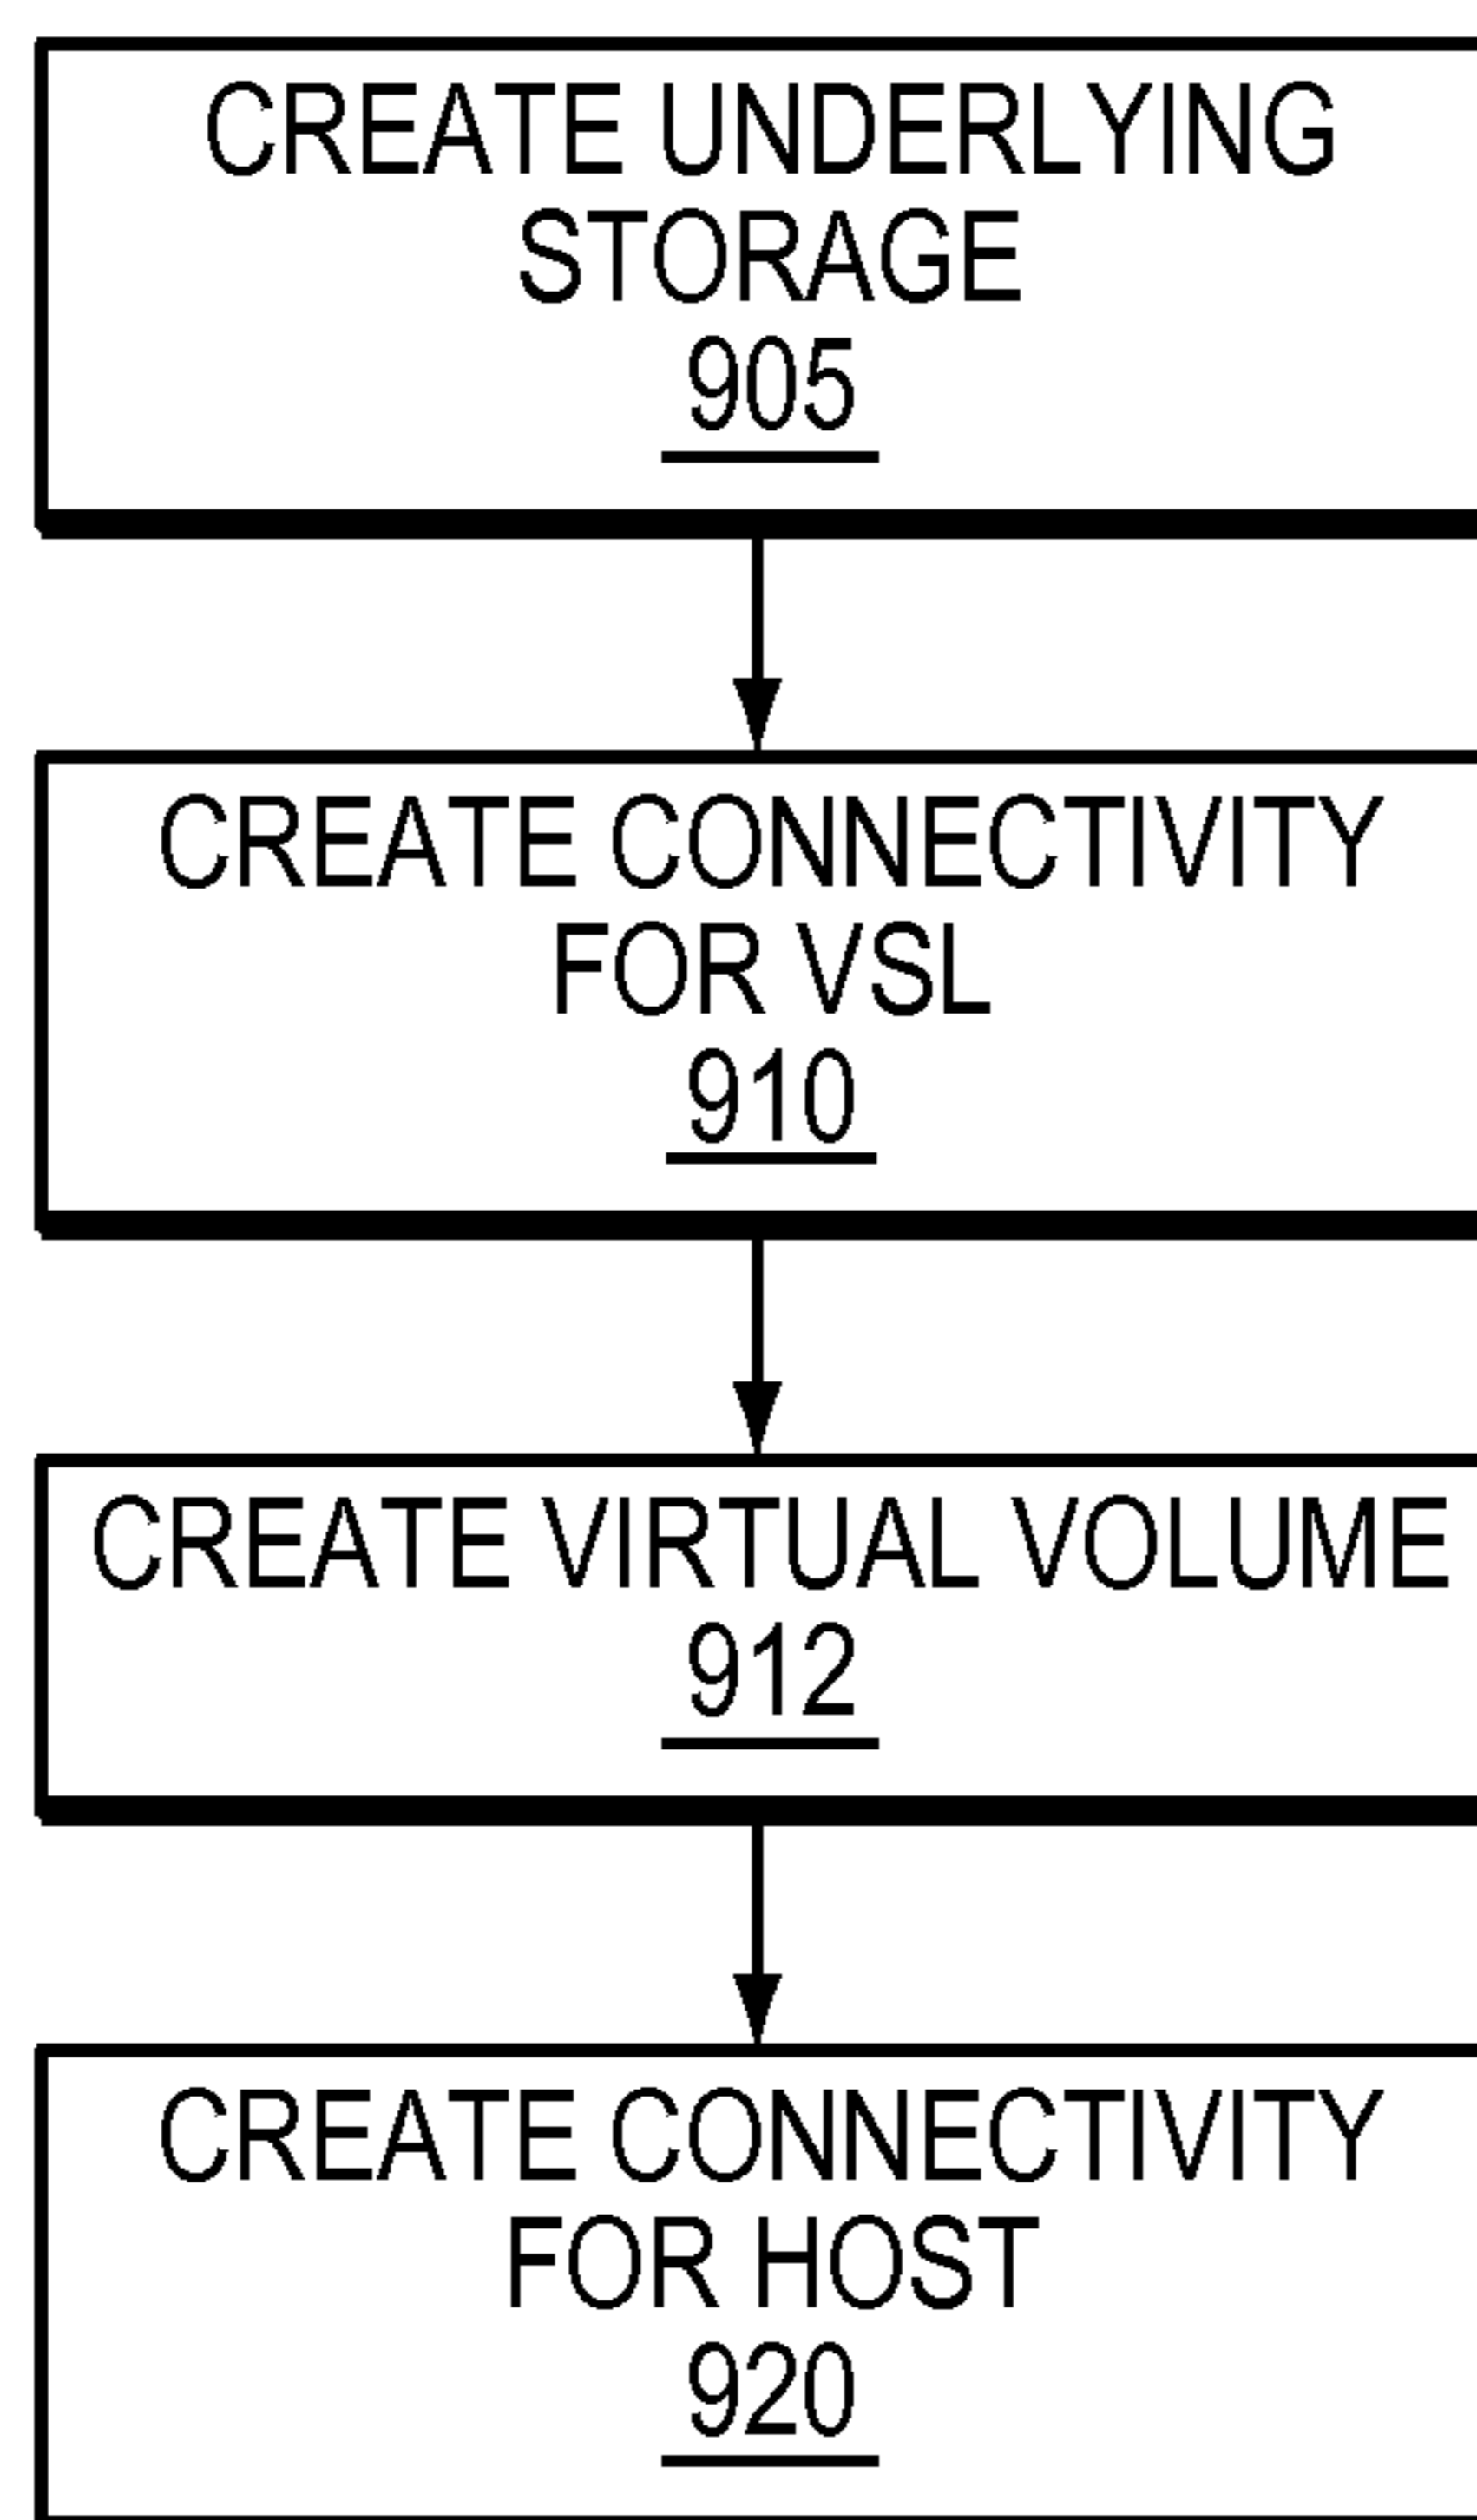 CREATE UNDERLYING
STORAGE
905
CREATE CONNECTIVITY
FOR VSL
910
CREATE VIRTUAL VOLUME
912
CREATE CONNECTIVITY
FOR HOST
920